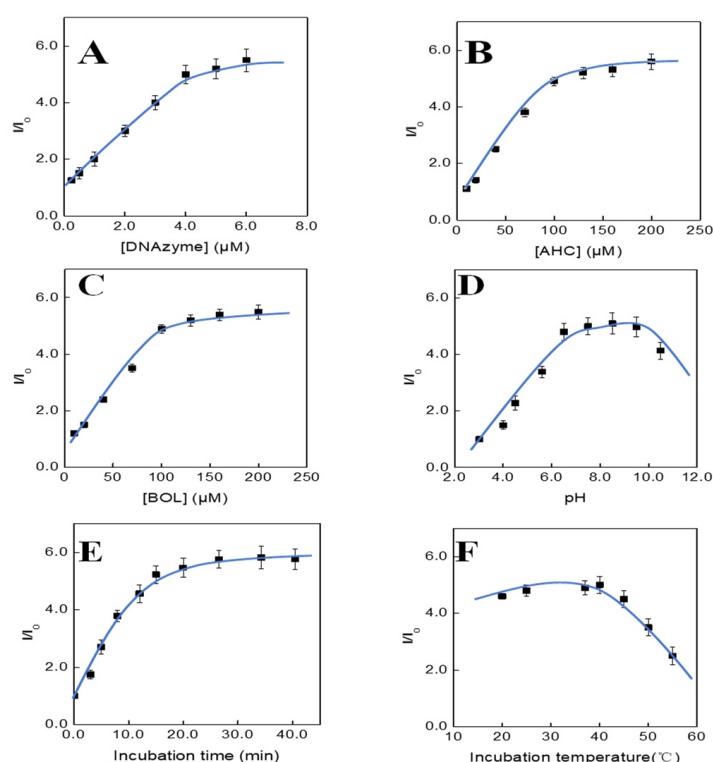 A
6.0
4.0
2.0
0.0
I/I0
0.0 2.0 4.0 6.0 8.0
[DNAzyme] (μM)
B
6.0
4.0
2.0
0.0
I/I0
0 50 100 150 200 250
[AHC] (μM)
C
6.0
4.0
2.0
0.0
I/I0
0 50 100 150 200 250
[BOL] (μM)
D
6.0
4.0
2.0
0.0
I/I0
2.0 4.0 6.0 8.0 10.0 12.0
pH
E
6.0
4.0
2.0
0.0
I/I0
0.0 10.0 20.0 30.0 40.0
Incubation time (min)
F
6.0
4.0
2.0
0.0
I/I0
10 20 30 40 50 60
Incubation temperature(℃)